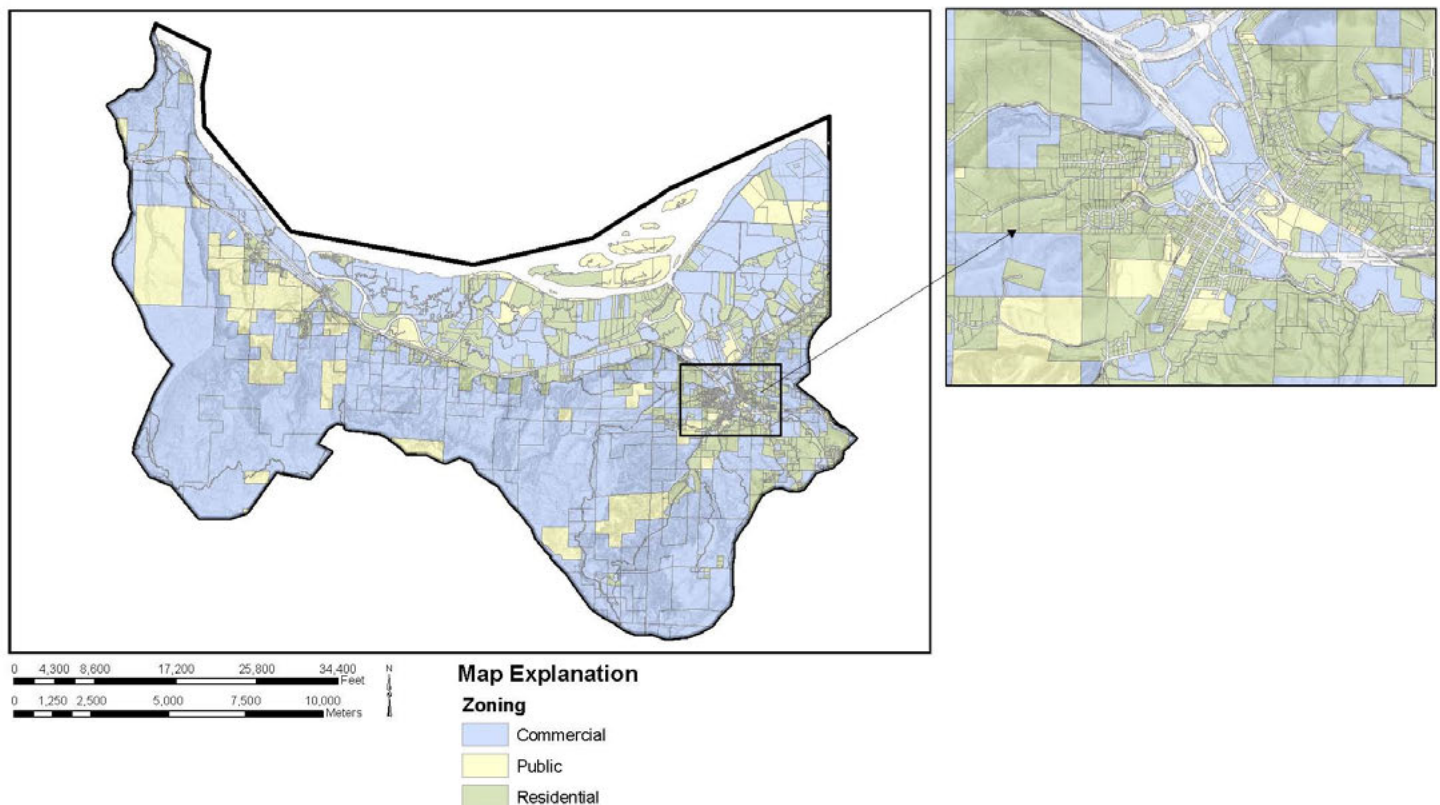 0 4,300 8,600 17,200 25,800 34,400
Feet
0 1,250 2,500 5,000 7,500 10,000
Meters
N
Map Explanation
Zoning
Commercial
Public
Residential